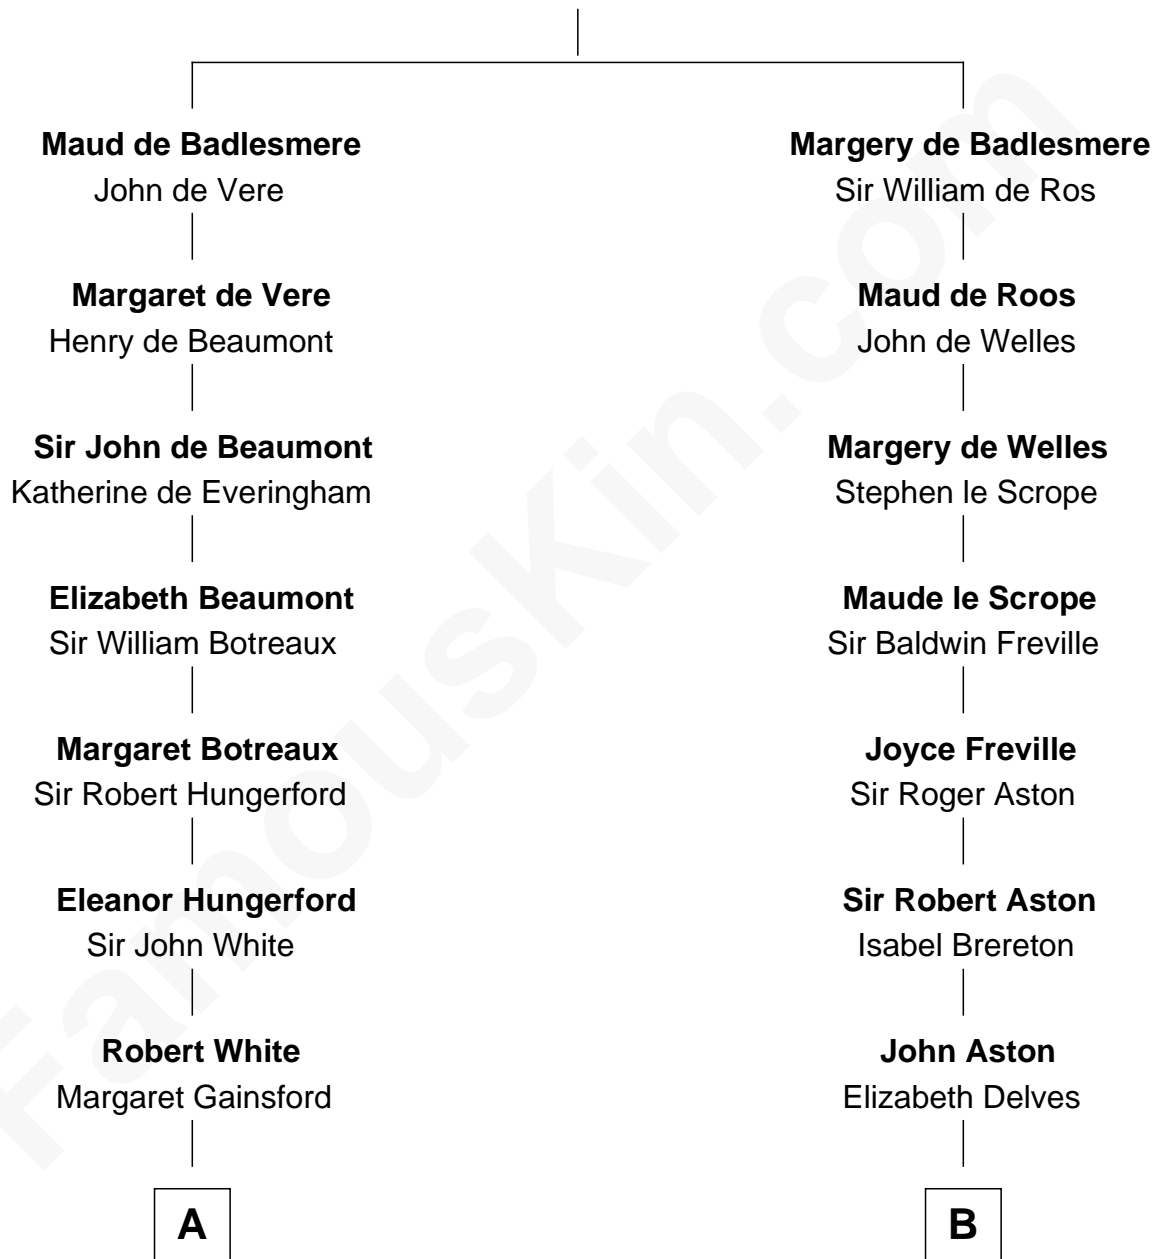 Maud de Badlesmere
John de Vere
Margery de Badlesmere
Sir William de Ros
Margaret de Vere
Henry de Beaumont
Maud de Roos
John de Welles
Sir John de Beaumont
Katherine de Everingham
Margery de Welles
Stephen le Scrope
Elizabeth Beaumont
Sir William Botreaux
Maude le Scrope
Sir Baldwin Freville
Margaret Botreaux
Sir Robert Hungerford
Joyce Freville
Sir Roger Aston
Eleanor Hungerford
Sir John White
Sir Robert Aston
Isabel Brereton
Robert White
Margaret Gainsford
John Aston
Elizabeth Delves
A
B
FamousKin.com